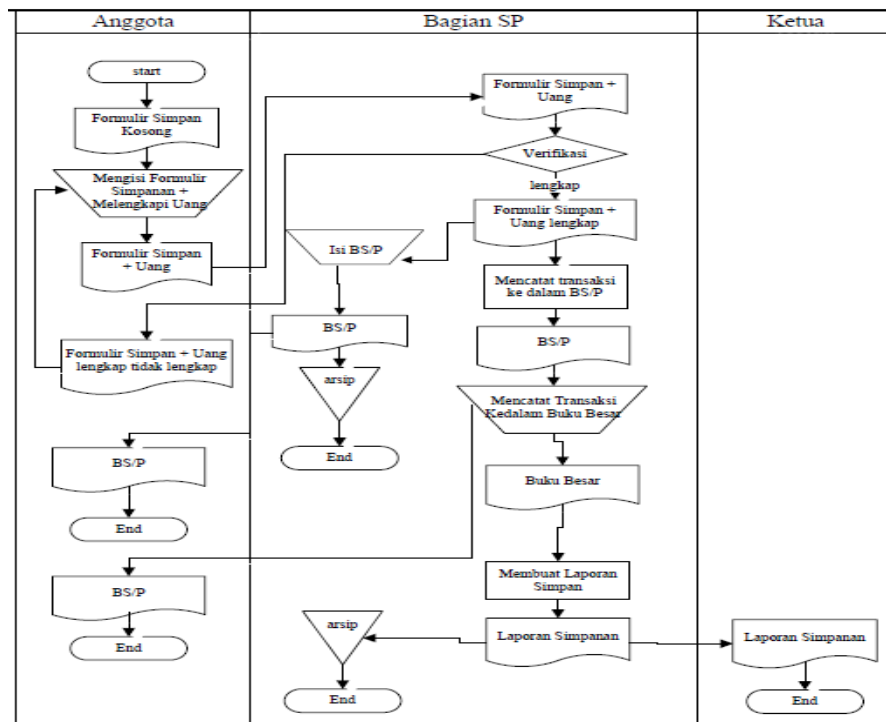 Anggota
Bagian SP
Ketua
start
Formulir Simpan
Kosong
Mengisi Formulir
Simpanan +
Melengkapi Uang
Formulir Simpan
+ Uang
Formulir Simpan + Uang
lengkap tidak lengkap
BS/P
End
BS/P
End
Isi BS/P
BS/P
arsip
End
Formulir Simpan +
Uang
Verifikasi
lengkap
Formulir Simpan +
Uang lengkap
Mencatat transaksi
ke dalam BS/P
BS/P
Mencatat Transaksi
Kedalam Buku Besar
Buku Besar
Membuat Laporan
Simpan
Laporan Simpanan
arsip
End
Laporan Simpanan
End